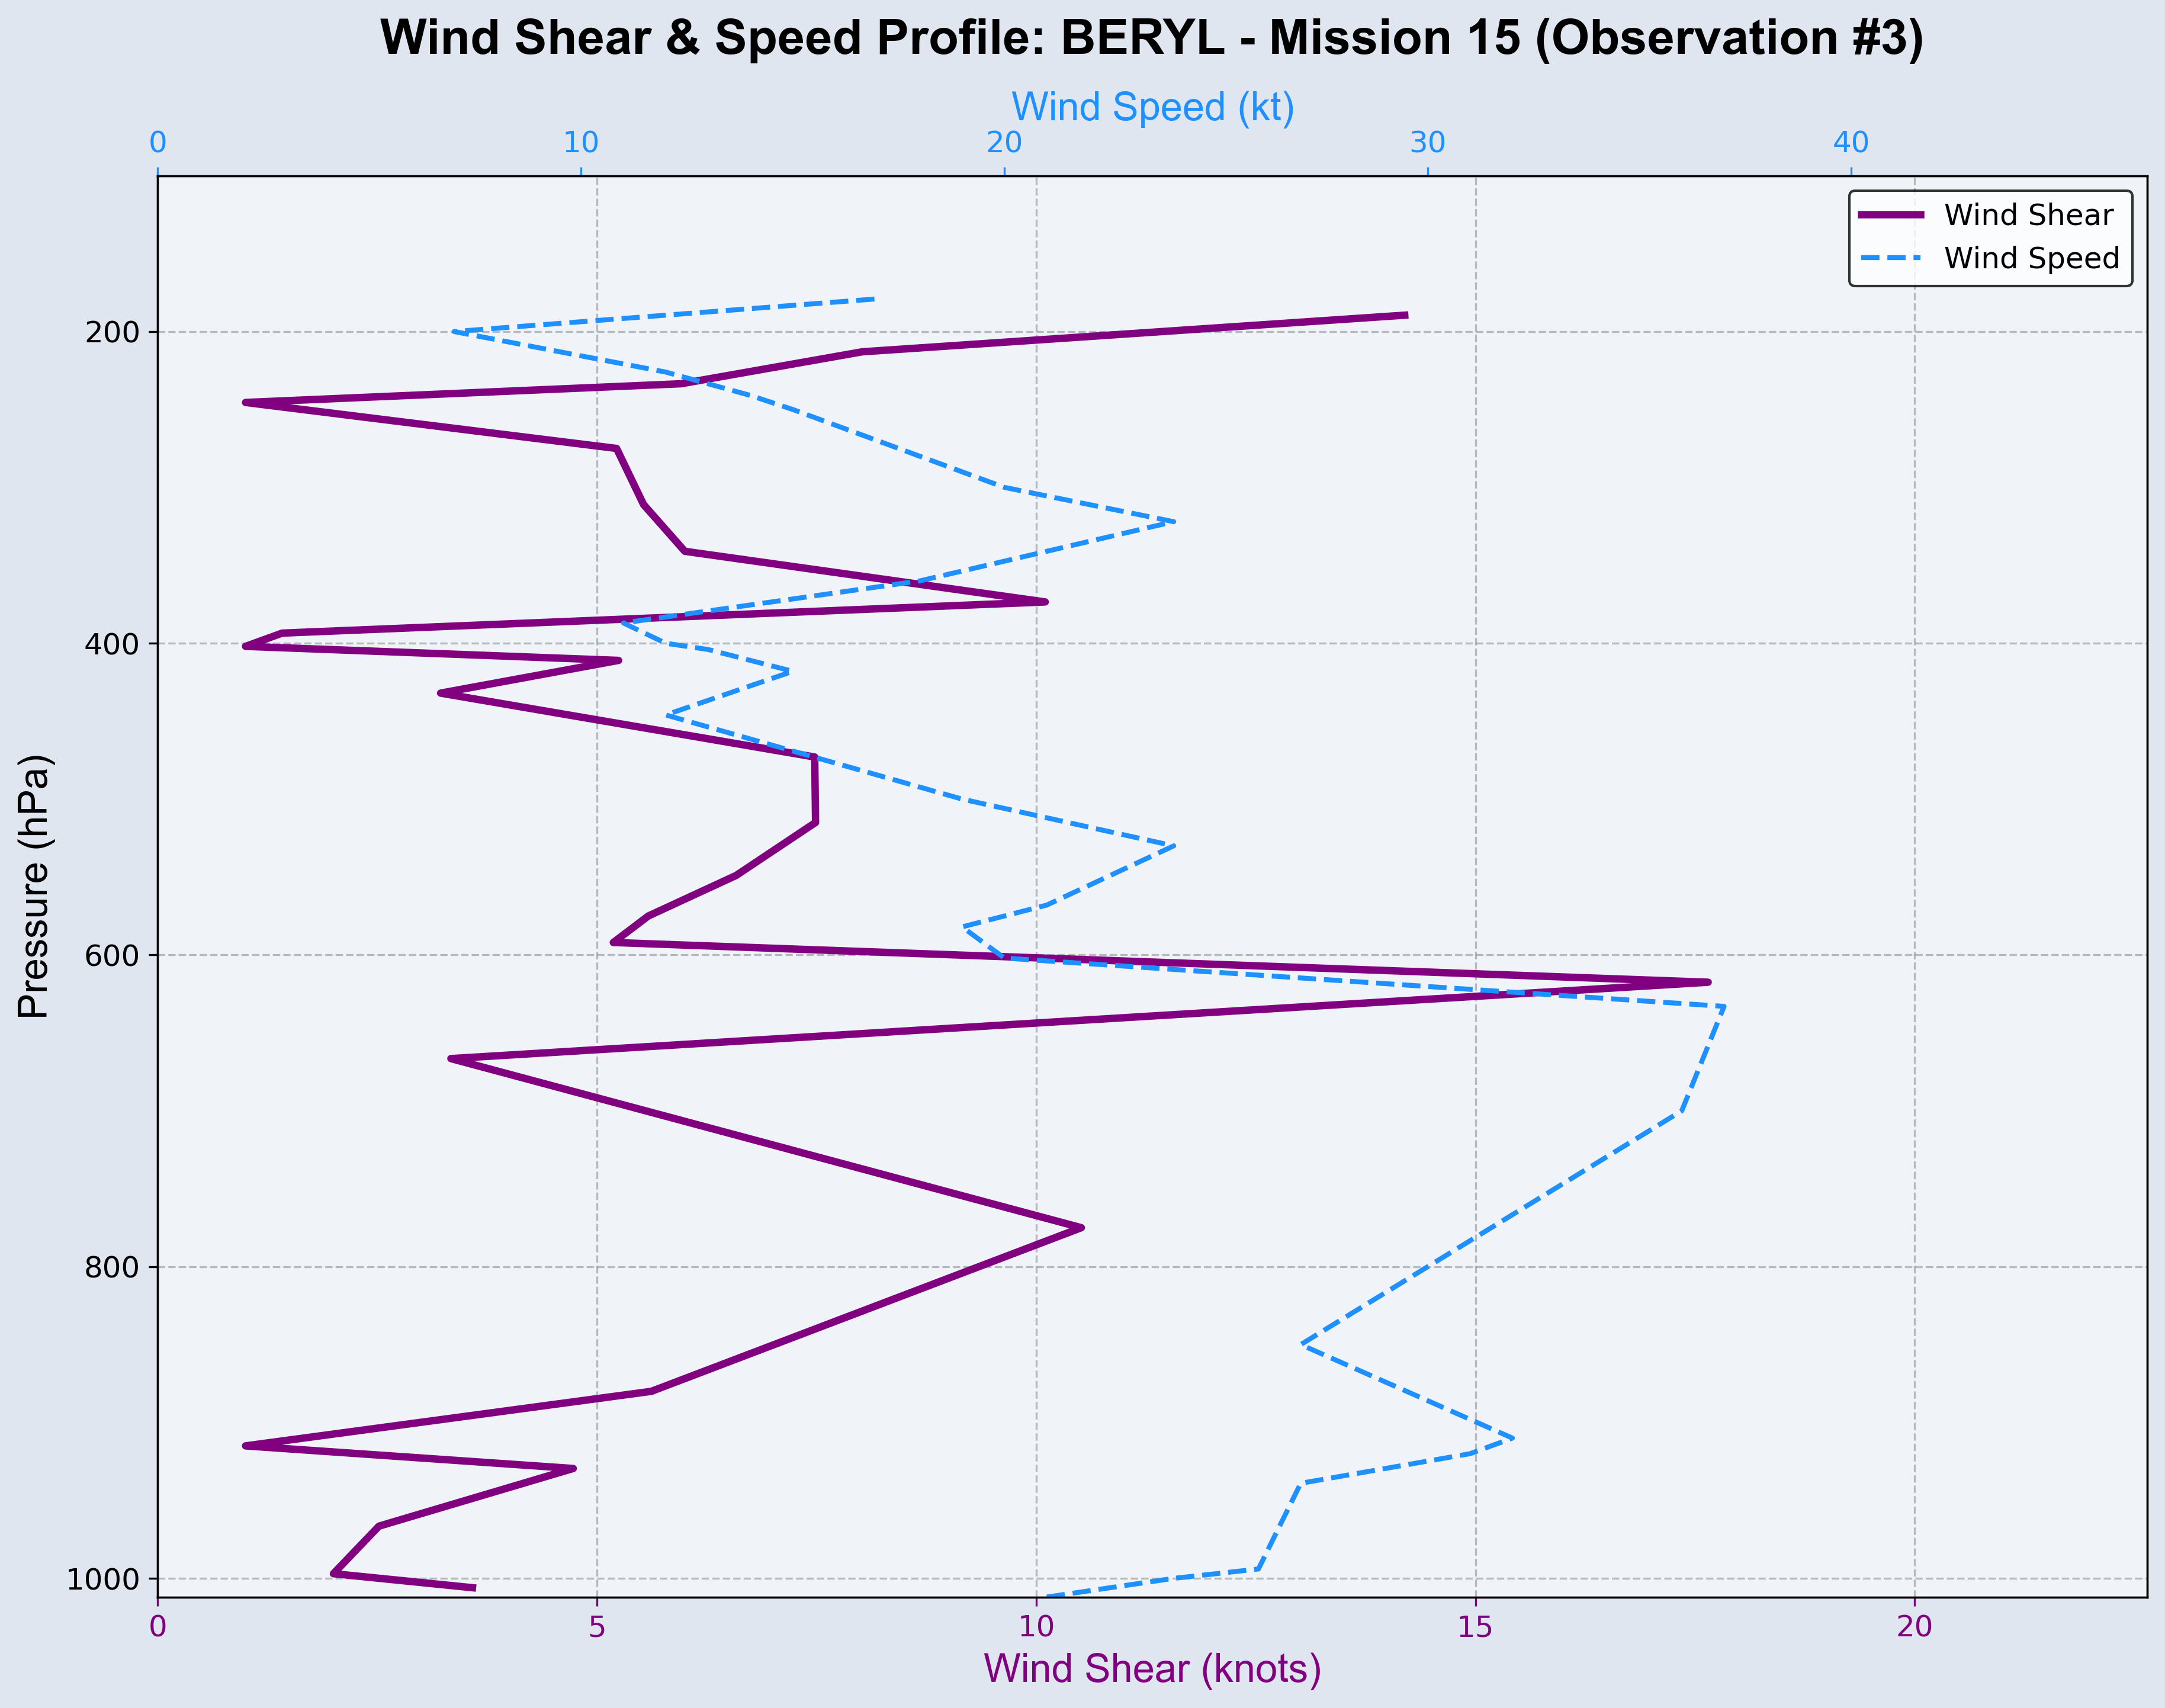 Wind Shear & Speed Profile: BERYL - Mission 15 (Observation #3)
Wind Speed (kt)
0 10 20 30 40
Wind Shear
Wind Speed
200
400
600
800
1000
Pressure (hPa)
0 5 10 15 20
Wind Shear (knots)